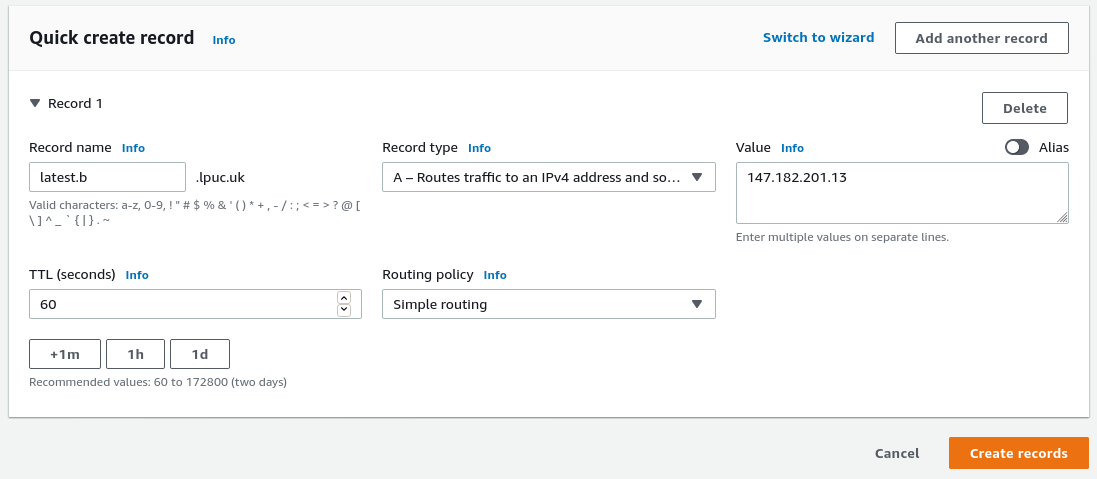 Quick create record Info Switch to wizard Add another record
Record 1 Delete
Record name Info
latest.b .lpuc.uk
Valid characters: a-z, 0-9, ! " # $ % & ' ( ) * + , - / : ; < = > ? @ [
\ ] ^ _ ` { | } . ~
Record type Info
A – Routes traffic to an IPv4 address and so...
Value Info Alias
147.182.201.13
Enter multiple values on separate lines.
TTL (seconds) Info
60
+1m 1h 1d
Recommended values: 60 to 172800 (two days)
Routing policy Info
Simple routing
Cancel Create records